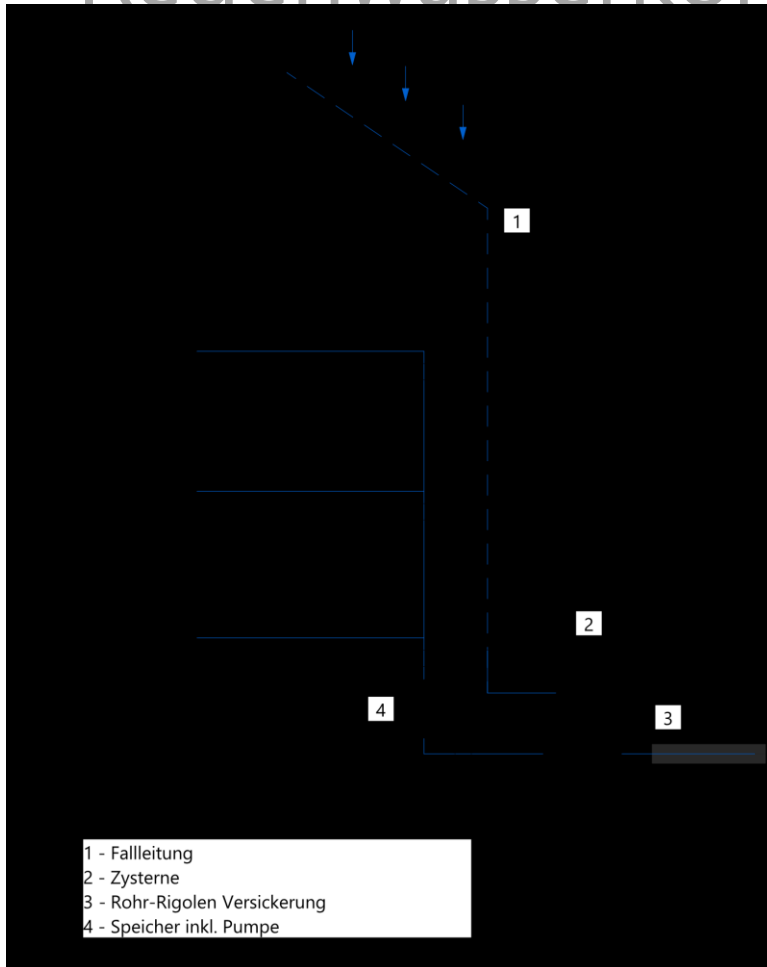 1
2
4
3
1 - Fallleitung
2 - Zysterne
3 - Rohr-Rigolen Versickerung
4 - Speicher inkl. Pumpe